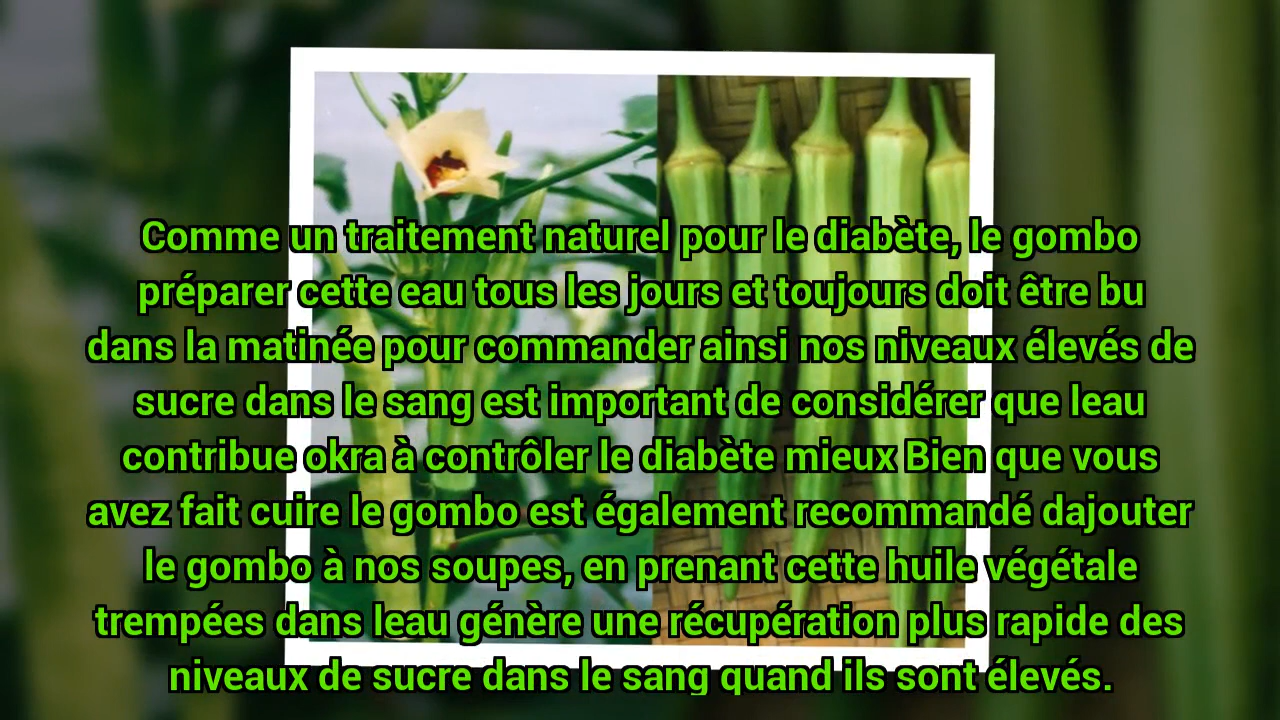 Comme un traitement naturel pour le diabète, le gombo
préparer cette eau tous les jours et toujours doit être bu
dans la matinée pour commander ainsi nos niveaux élevés de
sucre dans le sang est important de considérer que leau
contribue okra à contrôler le diabète mieux Bien que vous
avez fait cuire le gombo est également recommandé dajouter
le gombo à nos soupes, en prenant cette huile végétale
trempées dans leau génère une récupération plus rapide des
niveaux de sucre dans le sang quand ils sont élevés.